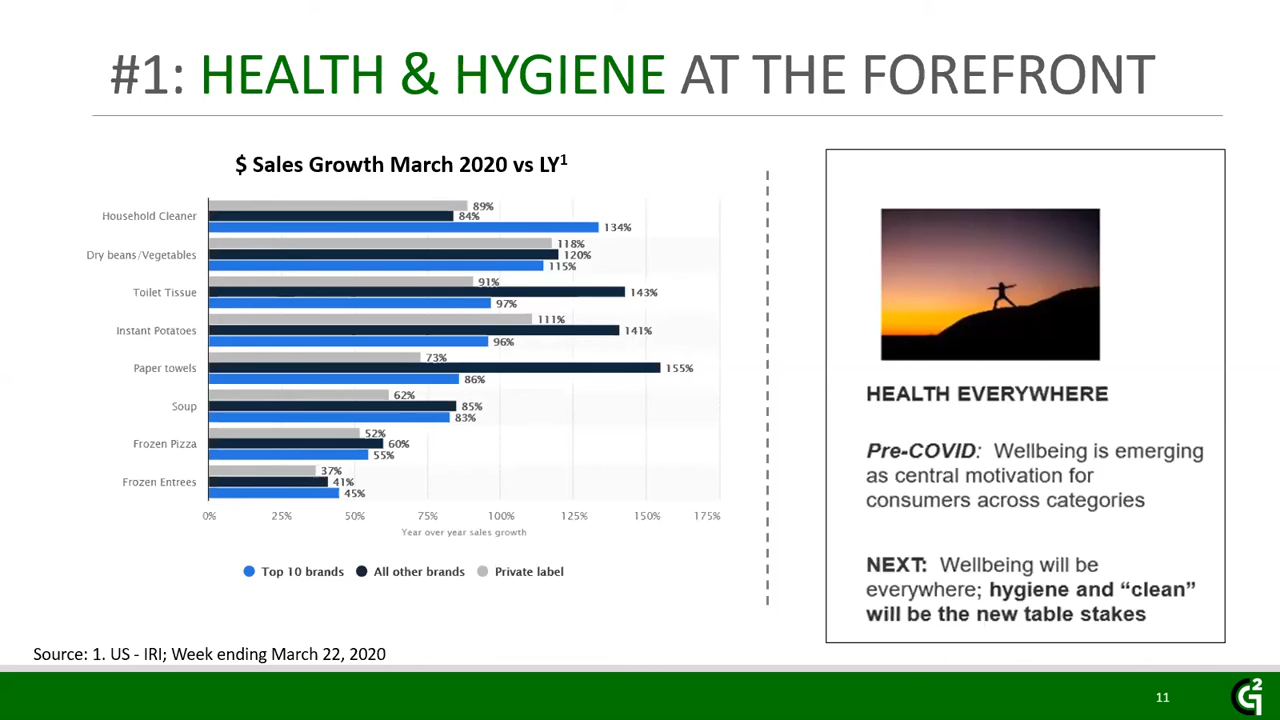 #1: HEALTH & HYGIENE AT THE FOREFRONT
$ Sales Growth March 2020 vs LY1
Household Cleaner
89%
84%
134%
Dry beans/Vegetables
118%
120%
115%
Toilet Tissue
91%
143%
97%
Instant Potatoes
111%
141%
96%
Paper towels
73%
155%
86%
Soup
62%
85%
83%
Frozen Pizza
52%
60%
55%
Frozen Entrees
37%
41%
45%
0% 25% 50% 75% 100% 125% 150% 175%
Year over year sales growth
Top 10 brands All other brands Private label
HEALTH EVERYWHERE
Pre-COVID: Wellbeing is emerging
as central motivation for
consumers across categories
NEXT: Wellbeing will be
everywhere; hygiene and “clean”
will be the new table stakes
Source: 1. US - IRI; Week ending March 22, 2020
11
G2